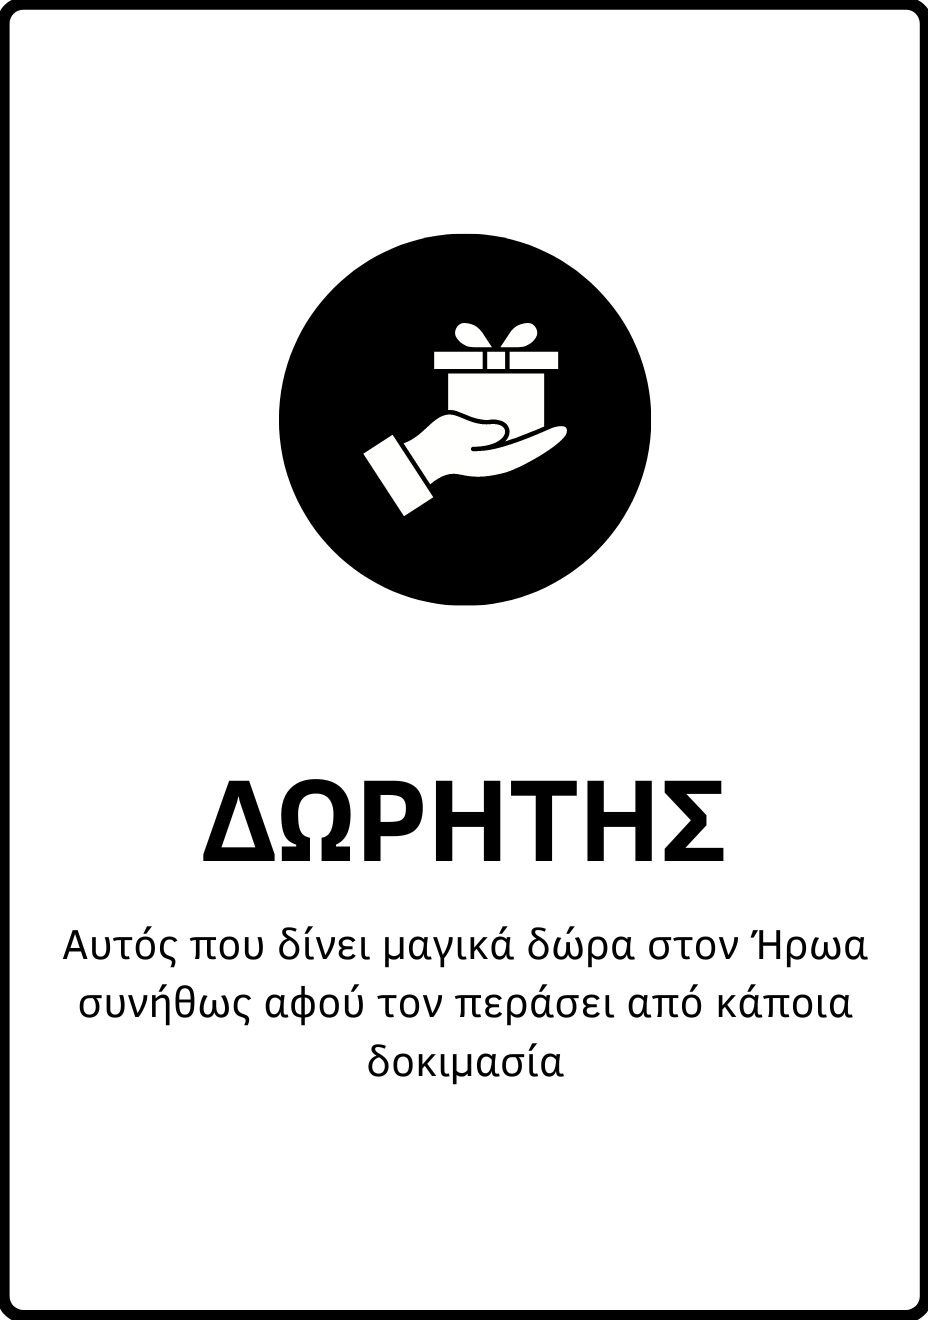 ΔΩΡΗΤΗΣ
Αυτός που δίνει μαγικά δώρα στον Ήρωα
συνήθως αφού τον περάσει από κάποια
δοκιμασία